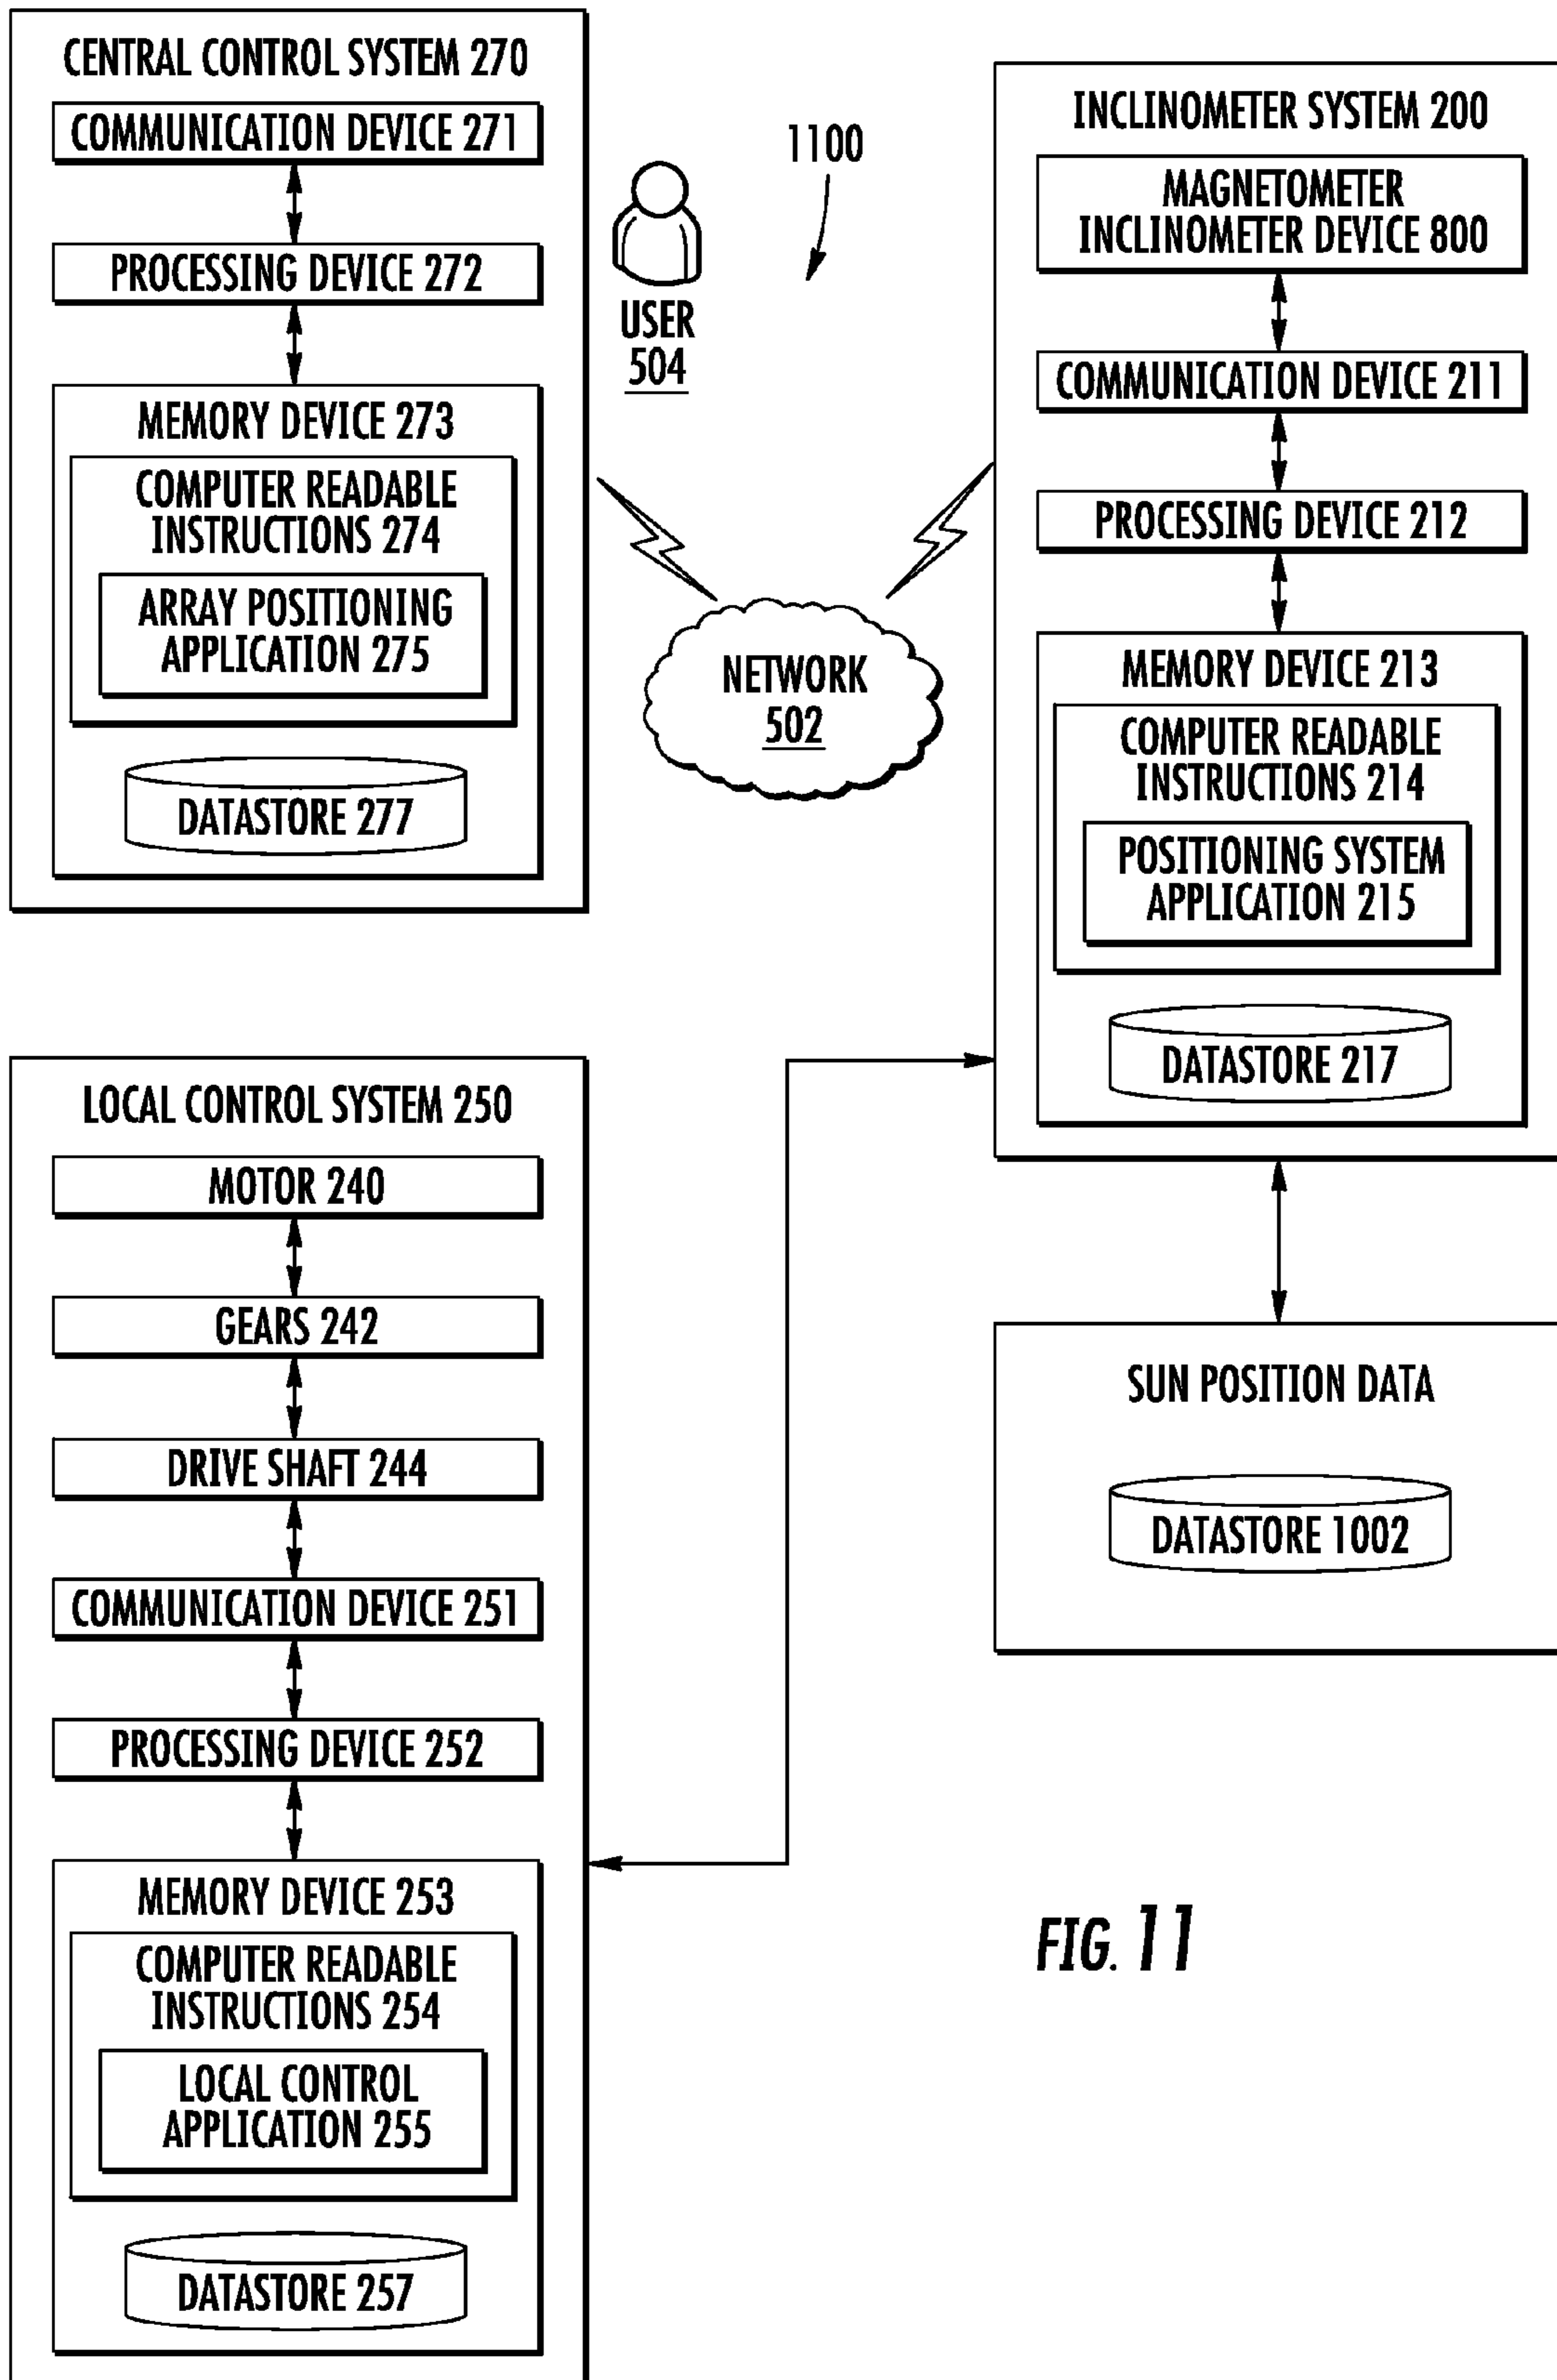 CENTRAL CONTROL SYSTEM 270
COMMUNICATION DEVICE 271
PROCESSING DEVICE 272
MEMORY DEVICE 273
COMPUTER READABLE
INSTRUCTIONS 274
ARRAY POSITIONING
APPLICATION 275
DATASTORE 277
USER
504
1100
NETWORK
502
INCLINOMETER SYSTEM 200
MAGNETOMETER
INCLINOMETER DEVICE 800
COMMUNICATION DEVICE 211
PROCESSING DEVICE 212
MEMORY DEVICE 213
COMPUTER READABLE
INSTRUCTIONS 214
POSITIONING SYSTEM
APPLICATION 215
DATASTORE 217
LOCAL CONTROL SYSTEM 250
MOTOR 240
GEARS 242
DRIVE SHAFT 244
COMMUNICATION DEVICE 251
PROCESSING DEVICE 252
MEMORY DEVICE 253
COMPUTER READABLE
INSTRUCTIONS 254
LOCAL CONTROL
APPLICATION 255
DATASTORE 257
SUN POSITION DATA
DATASTORE 1002
FIG. 11